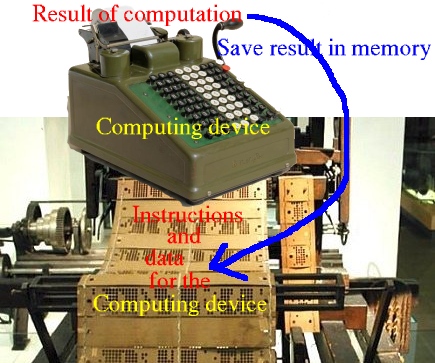 Result of computation
Save result in memory
Computing device
Instructions
and
data
for the
Computing device